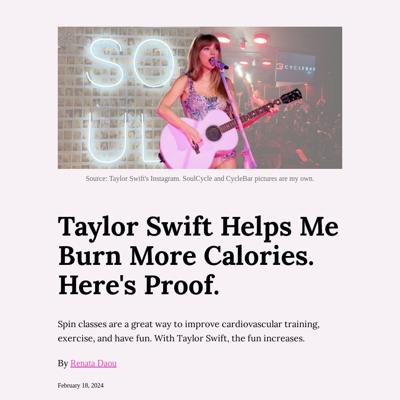 SO
UL
CYCLEBAR
Source: Taylor Swift's Instagram. SoulCycle and CycleBar pictures are my own.
Taylor Swift Helps Me
Burn More Calories.
Here's Proof.
Spin classes are a great way to improve cardiovascular training,
exercise, and have fun. With Taylor Swift, the fun increases.
By Renata Daou
February 18, 2024